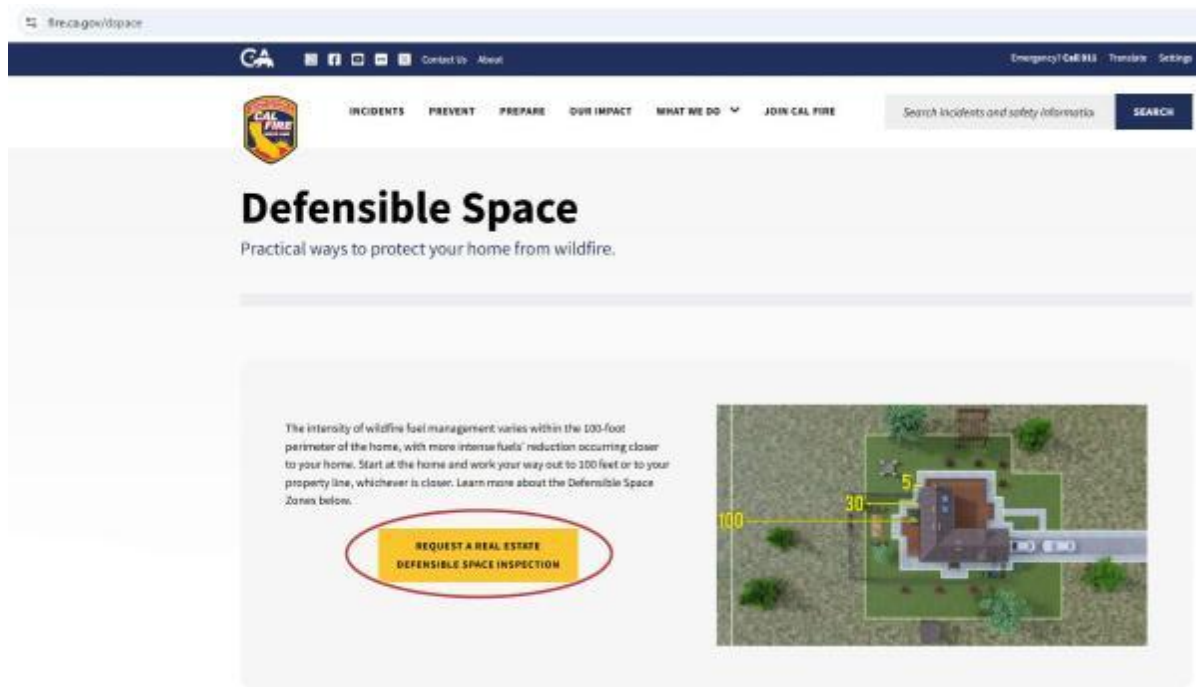 fire.ca.gov/dspace
CA Contact Us About Emergency? Call 911 Translate Settings
CAL
FIRE
INCIDENTS PREVENT PREPARE OUR IMPACT WHAT WE DO JOIN CAL FIRE Search incidents and safety informatio SEARCH
Defensible Space
Practical ways to protect your home from wildfire.
The intensity of wildfire fuel management varies within the 100-foot
perimeter of the home, with more intense fuels' reduction occurring closer
to your home. Start at the home and work your way out to 100 feet or to your
property line, whichever is closer. Learn more about the Defensible Space
Zones below.
REQUEST A REAL ESTATE
DEFENSIBLE SPACE INSPECTION
5
30
100